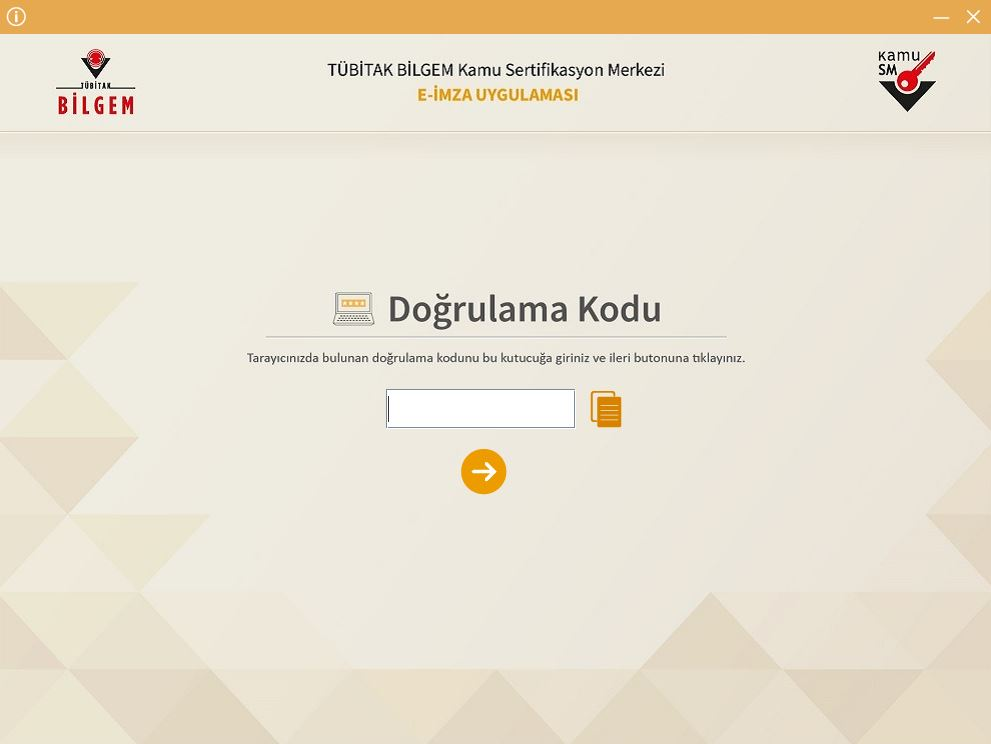 TÜBİTAK BİLGEM Kamu Sertifikasyon Merkezi
E-İMZA UYGULAMASI
TÜBİTAK
BİLGEM
Kamu
SM
Doğrulama Kodu
Tarayıcınızda bulunan doğrulama kodunu bu kutucuğa giriniz ve ileri butonuna tıklayınız.